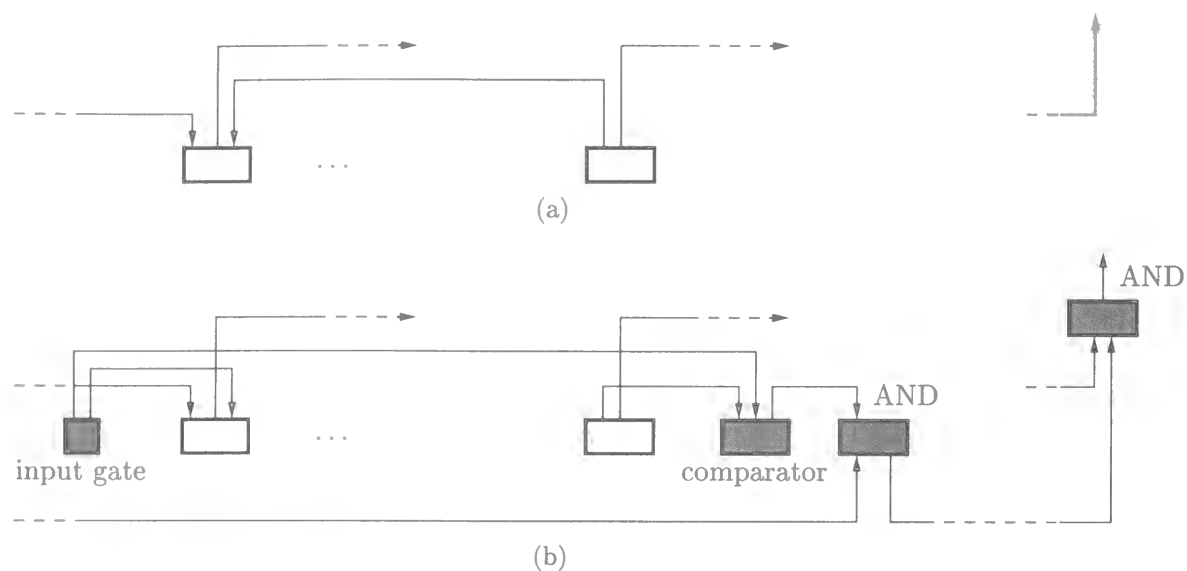 ...
(a)
AND
AND
...
input gate
comparator
(b)